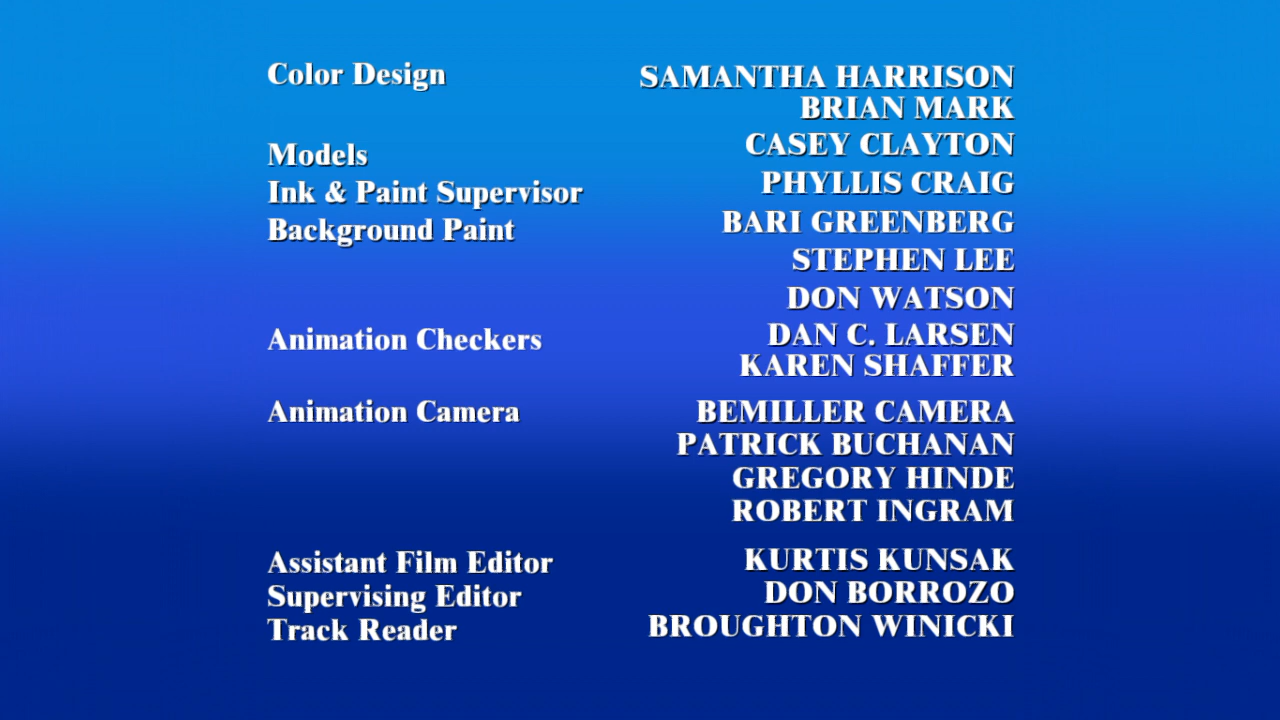 Color Design SAMANTHA HARRISON
BRIAN MARK
Models CASEY CLAYTON
Ink & Paint Supervisor PHYLLIS CRAIG
Background Paint BARI GREENBERG
STEPHEN LEE
DON WATSON
Animation Checkers DAN C. LARSEN
KAREN SHAFFER
Animation Camera BEMILLER CAMERA
PATRICK BUCHANAN
GREGORY HINDE
ROBERT INGRAM
Assistant Film Editor KURTIS KUNSAK
Supervising Editor DON BORROZO
Track Reader BROUGHTON WINICKI